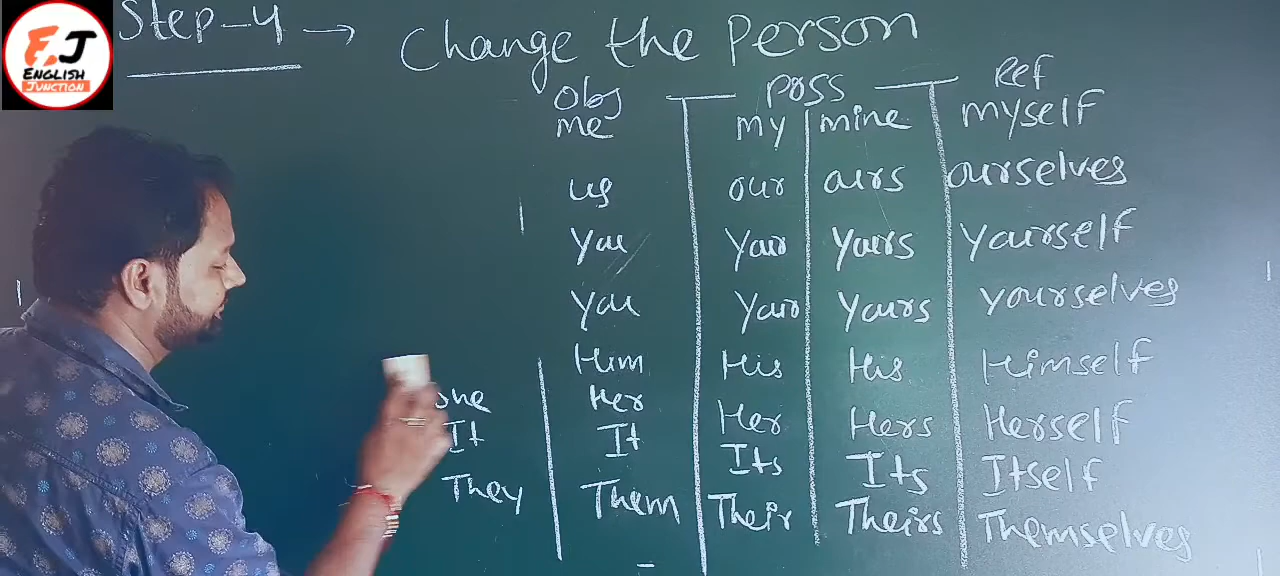 Step-4 → Change the Person
E.J
ENGLISH
JUNCTION
Obj Poss Ref
me my mine myself
us our ours ourselves
you your yours yourself
you your yours yourselves
Him His His Himself
She Her Her Hers Herself
It It Its Its Itself
They Them Their Theirs Themselves